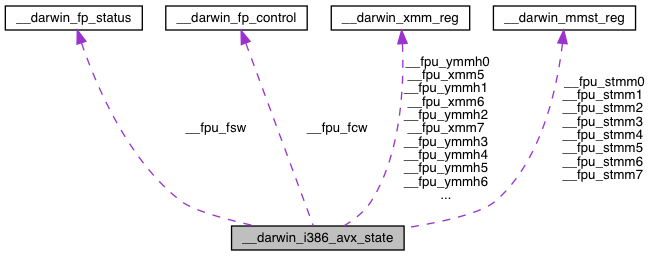 __darwin_fp_status
__darwin_fp_control
__darwin_xmm_reg
__darwin_mmst_reg
__fpu_fsw
__fpu_fcw
__fpu_ymmh0
__fpu_xmm5
__fpu_ymmh1
__fpu_xmm6
__fpu_ymmh2
__fpu_xmm7
__fpu_ymmh3
__fpu_ymmh4
__fpu_ymmh5
__fpu_ymmh6
...
__fpu_stmm0
__fpu_stmm1
__fpu_stmm2
__fpu_stmm3
__fpu_stmm4
__fpu_stmm5
__fpu_stmm6
__fpu_stmm7
__darwin_i386_avx_state